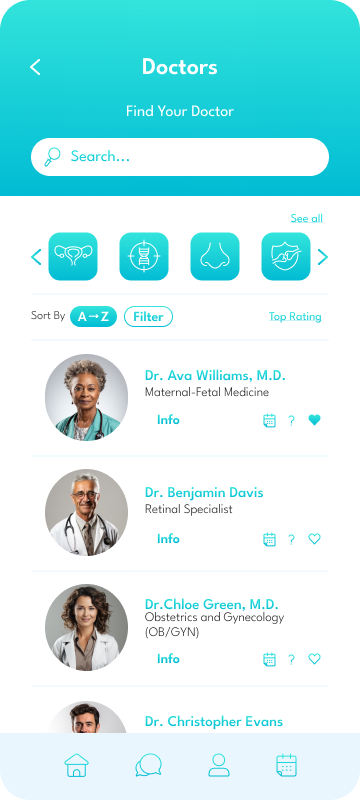 Doctors
Find Your Doctor
Search...
See all
Sort By A→Z Filter Top Rating
Dr. Ava Williams, M.D.
Maternal-Fetal Medicine
Info ?
Dr. Benjamin Davis
Retinal Specialist
Info ?
Dr.Chloe Green, M.D.
Obstetrics and Gynecology
(OB/GYN)
Info ?
Dr. Christopher Evans